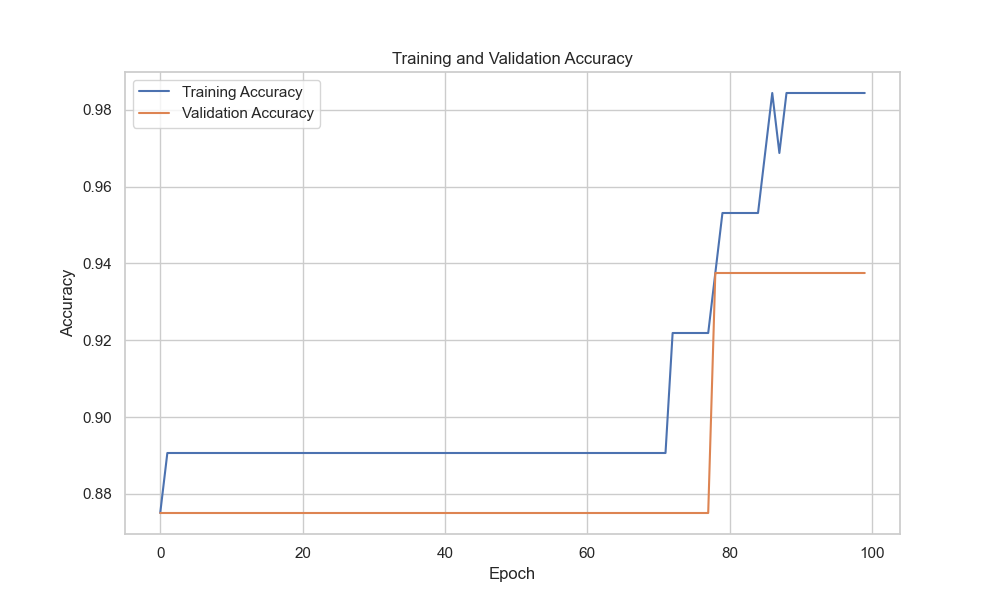 Training and Validation Accuracy
Training Accuracy
Validation Accuracy
0.98
0.96
0.94
0.92
0.90
0.88
Accuracy
0 20 40 60 80 100
Epoch